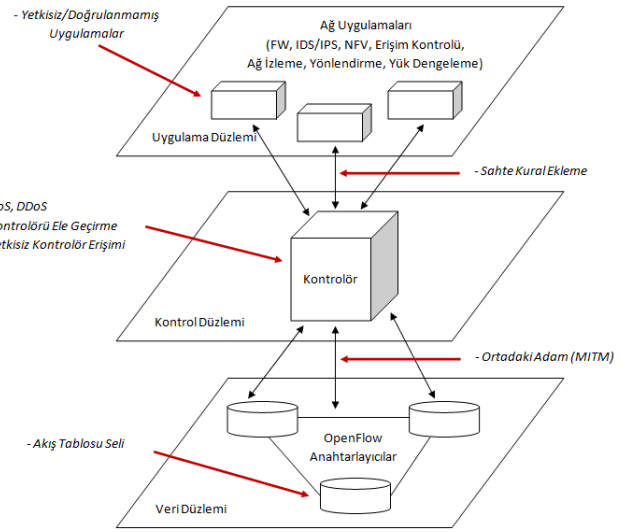 - Yetkisiz/Doğrulanmamış
Uygulamalar
Ağ Uygulamaları
(FW, IDS/IPS, NFV, Erişim Kontrolü,
Ağ İzleme, Yönlendirme, Yük Dengeleme)
Uygulama Düzlemi
- Sahte Kural Ekleme
oS, DDoS
ontrolörü Ele Geçirme
etkisiz Kontrolör Erişimi
Kontrolör
Kontrol Düzlemi
- Ortadaki Adam (MITM)
- Akış Tablosu Seli
OpenFlow
Anahtarlayıcılar
Veri Düzlemi